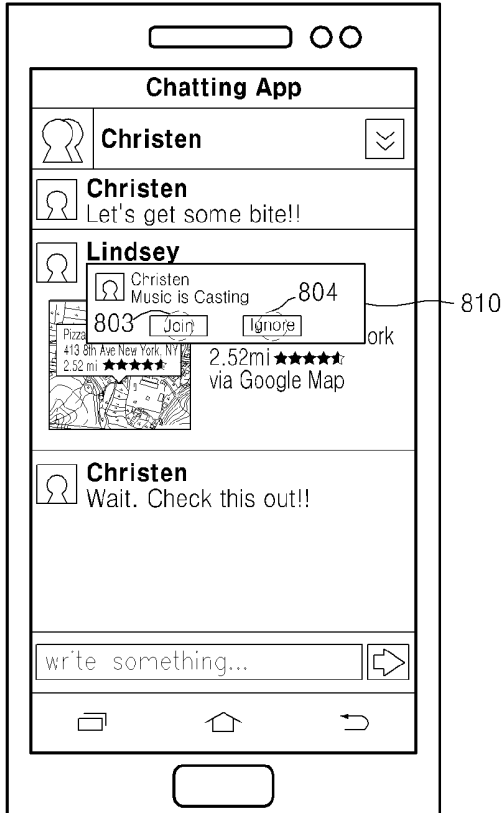 Chatting App
Christen
Christen
Let's get some bite!!
Lindsey
Christen
Music is Casting
803
804
810
Join
Ignore
Pizza
413 8th Ave New York, NY
2.52 mi ★★★★⯨
ork
2.52mi ★★★★⯨
via Google Map
Christen
Wait. Check this out!!
write something...